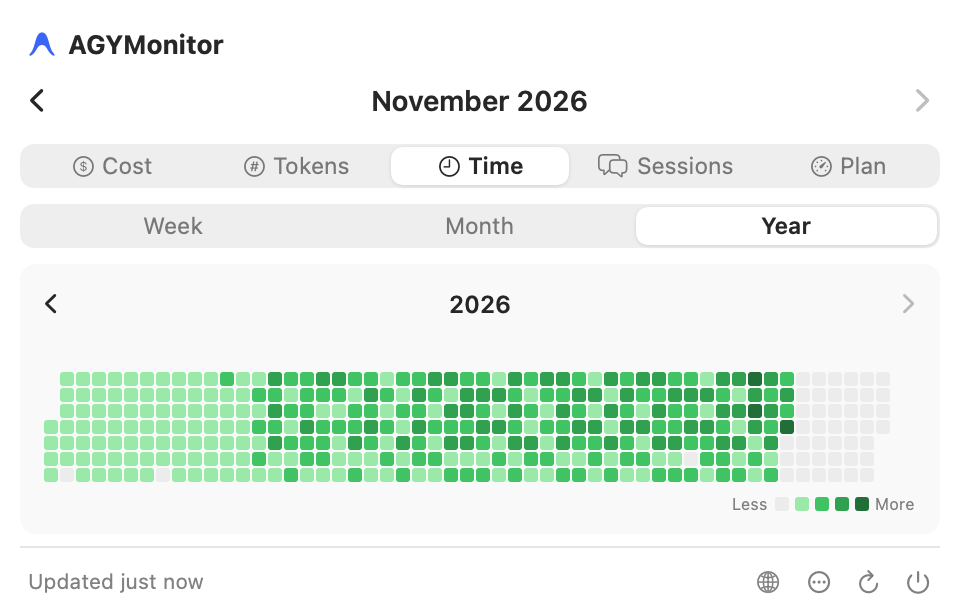 AGYMonitor
November 2026
Cost
Tokens
Time
Sessions
Plan
Week
Month
Year
2026
Less
More
Updated just now